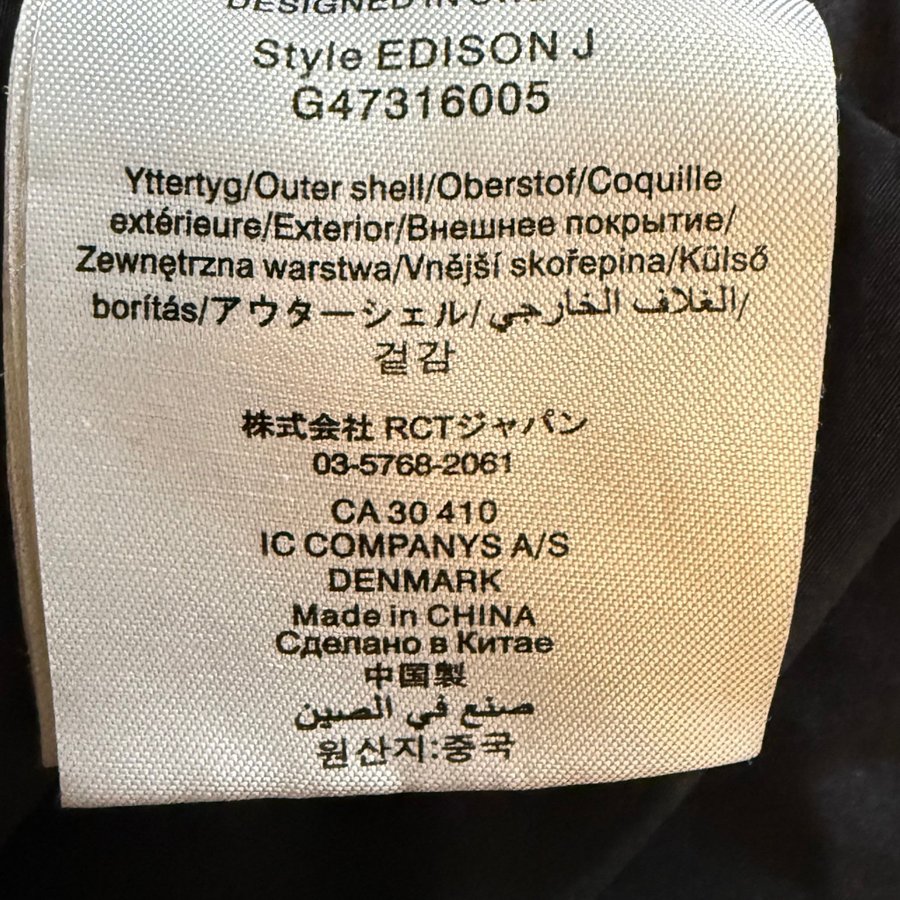 DESIGNED IN
Style EDISON J
G47316005
Yttertyg/Outer shell/Oberstof/Coquille
extérieure/Exterior/Внешнее покрытие/
Zewnętrzna warstwa/Vnější skořepina/Külső
borítás/アウターシェル/الغلاف الخارجي/
겉감
株式会社 RCTジャパン
03-5768-2061
CA 30 410
IC COMPANYS A/S
DENMARK
Made in CHINA
Сделано в Китае
中国製
صنع في الصين
원산지:중국